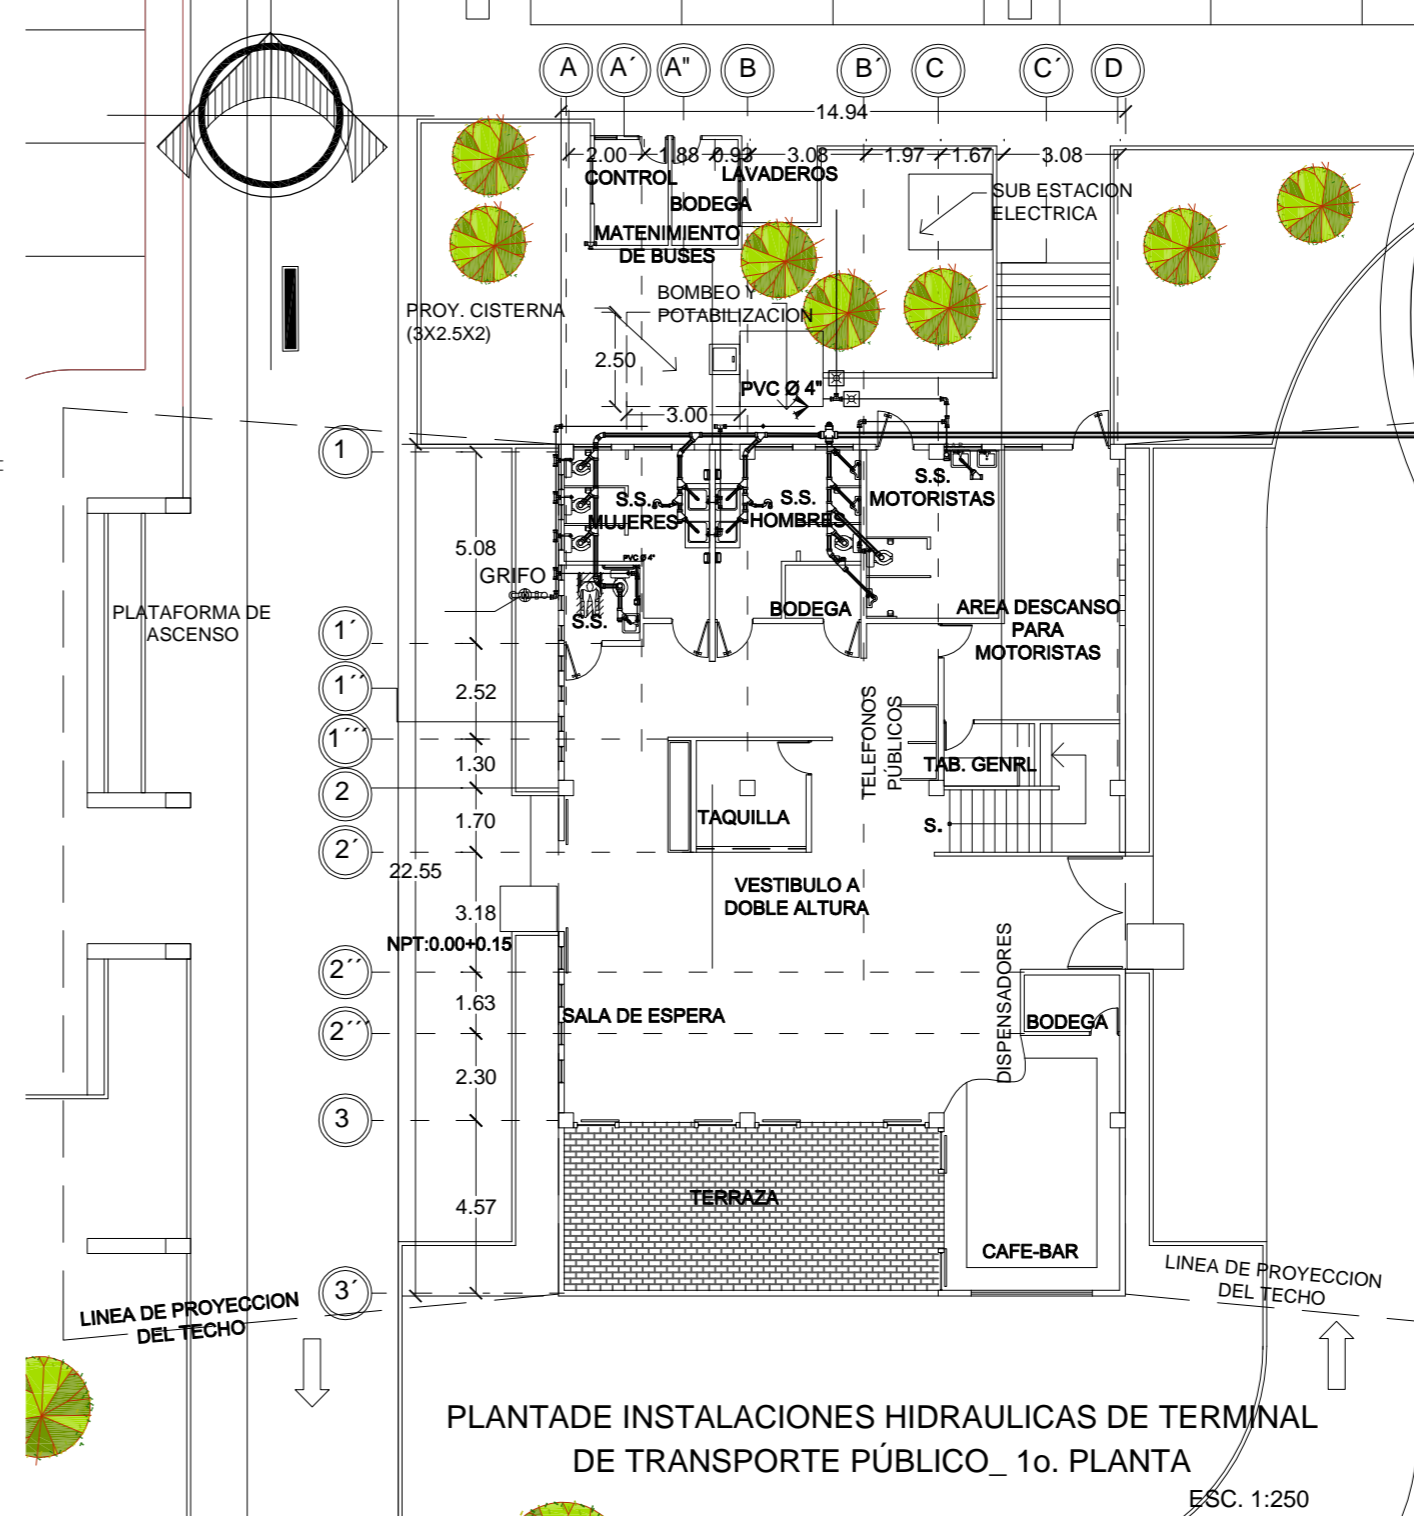 A A´ A" B B´ C C´ D
14.94
2.00 1.88 0.93 3.08 1.97 1.67 3.08
CONTROL
LAVADEROS
BODEGA
SUB ESTACION
ELECTRICA
MATENIMIENTO
DE BUSES
BOMBEO Y
POTABILIZACION
PROY. CISTERNA
(3X2.5X2)
2.50
PVC Ø 4"
3.00
1
S.S.
MUJERES
S.S.
HOMBRES
S.S.
MOTORISTAS
5.08
PVC Ø 4"
GRIFO
PLATAFORMA DE
ASCENSO
S.S.
BODEGA
AREA DESCANSO
PARA
MOTORISTAS
1´
1´´
2.52
TELEFONOS
PÚBLICOS
1´´´
1.30
TAB. GENRL
2
1.70
TAQUILLA
S.
2´
22.55
VESTIBULO A
DOBLE ALTURA
3.18
NPT:0.00+0.15
2´´
DISPENSADORES
1.63
SALA DE ESPERA
BODEGA
2´´´
2.30
3
4.57
TERRAZA
CAFE-BAR
3´
LINEA DE PROYECCION
DEL TECHO
LINEA DE PROYECCION
DEL TECHO
PLANTADE INSTALACIONES HIDRAULICAS DE TERMINAL
DE TRANSPORTE PÚBLICO_ 1o. PLANTA
ESC. 1:250